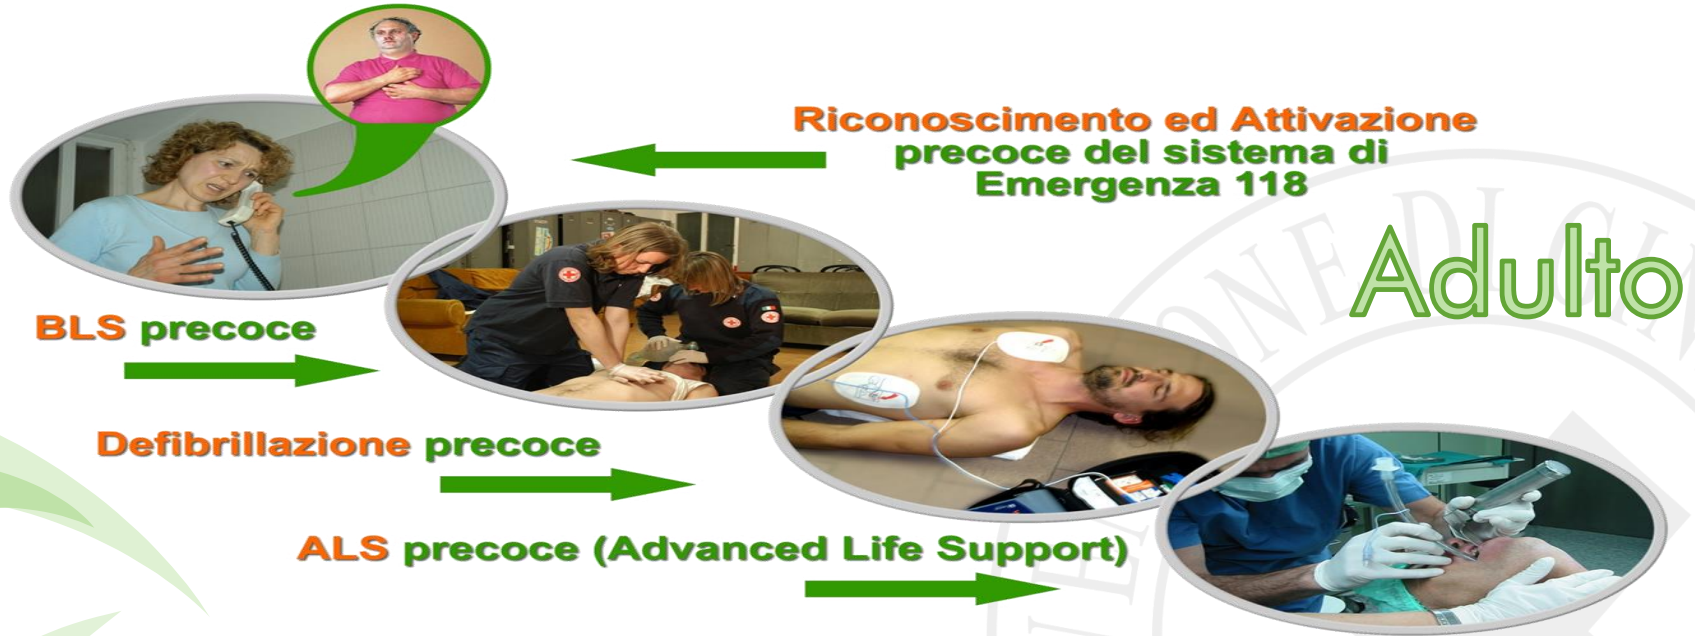 Riconoscimento ed Attivazione
precoce del sistema di
Emergenza 118
Adulto
BLS precoce
Defibrillazione precoce
ALS precoce (Advanced Life Support)